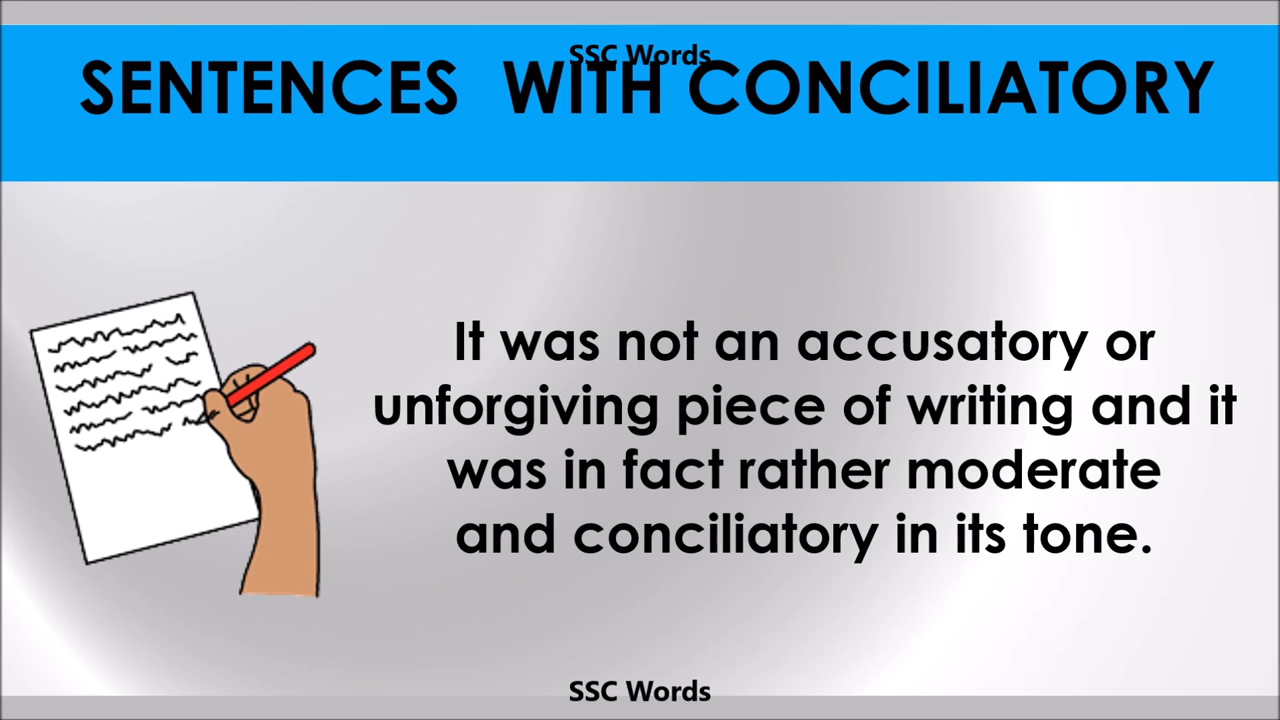 SSC Words
SENTENCES WITH CONCILIATORY
It was not an accusatory or
unforgiving piece of writing and it
was in fact rather moderate
and conciliatory in its tone.
SSC Words